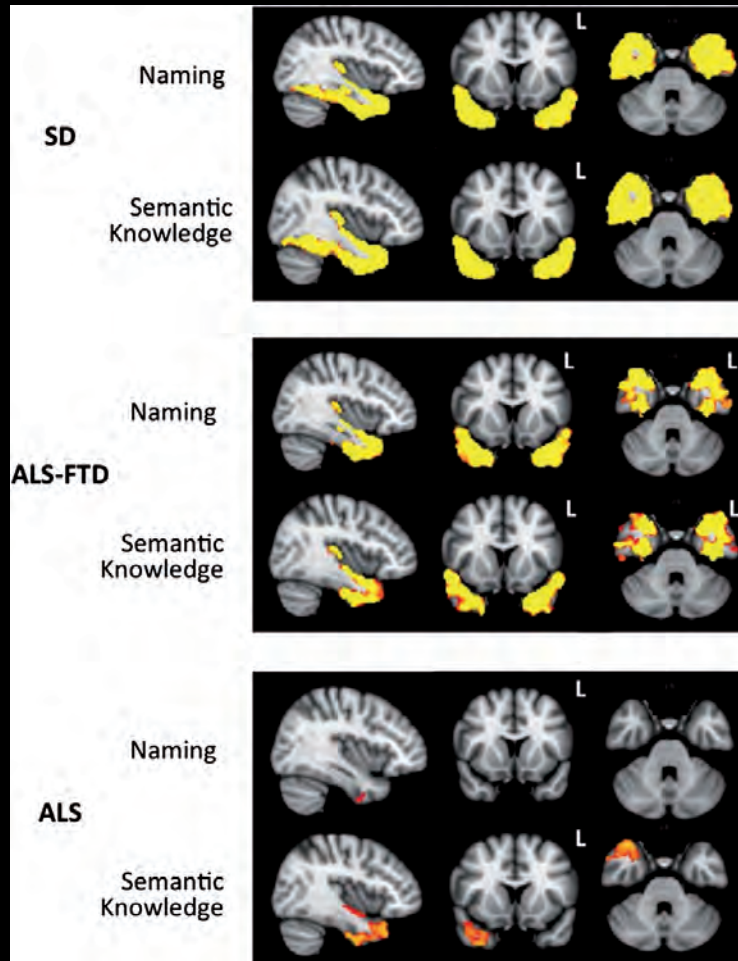 L
Naming
SD
Semantic
Knowledge
L
L
L
Naming
ALS-FTD
L
L
Semantic
Knowledge
L
Naming
ALS
L
Semantic
Knowledge